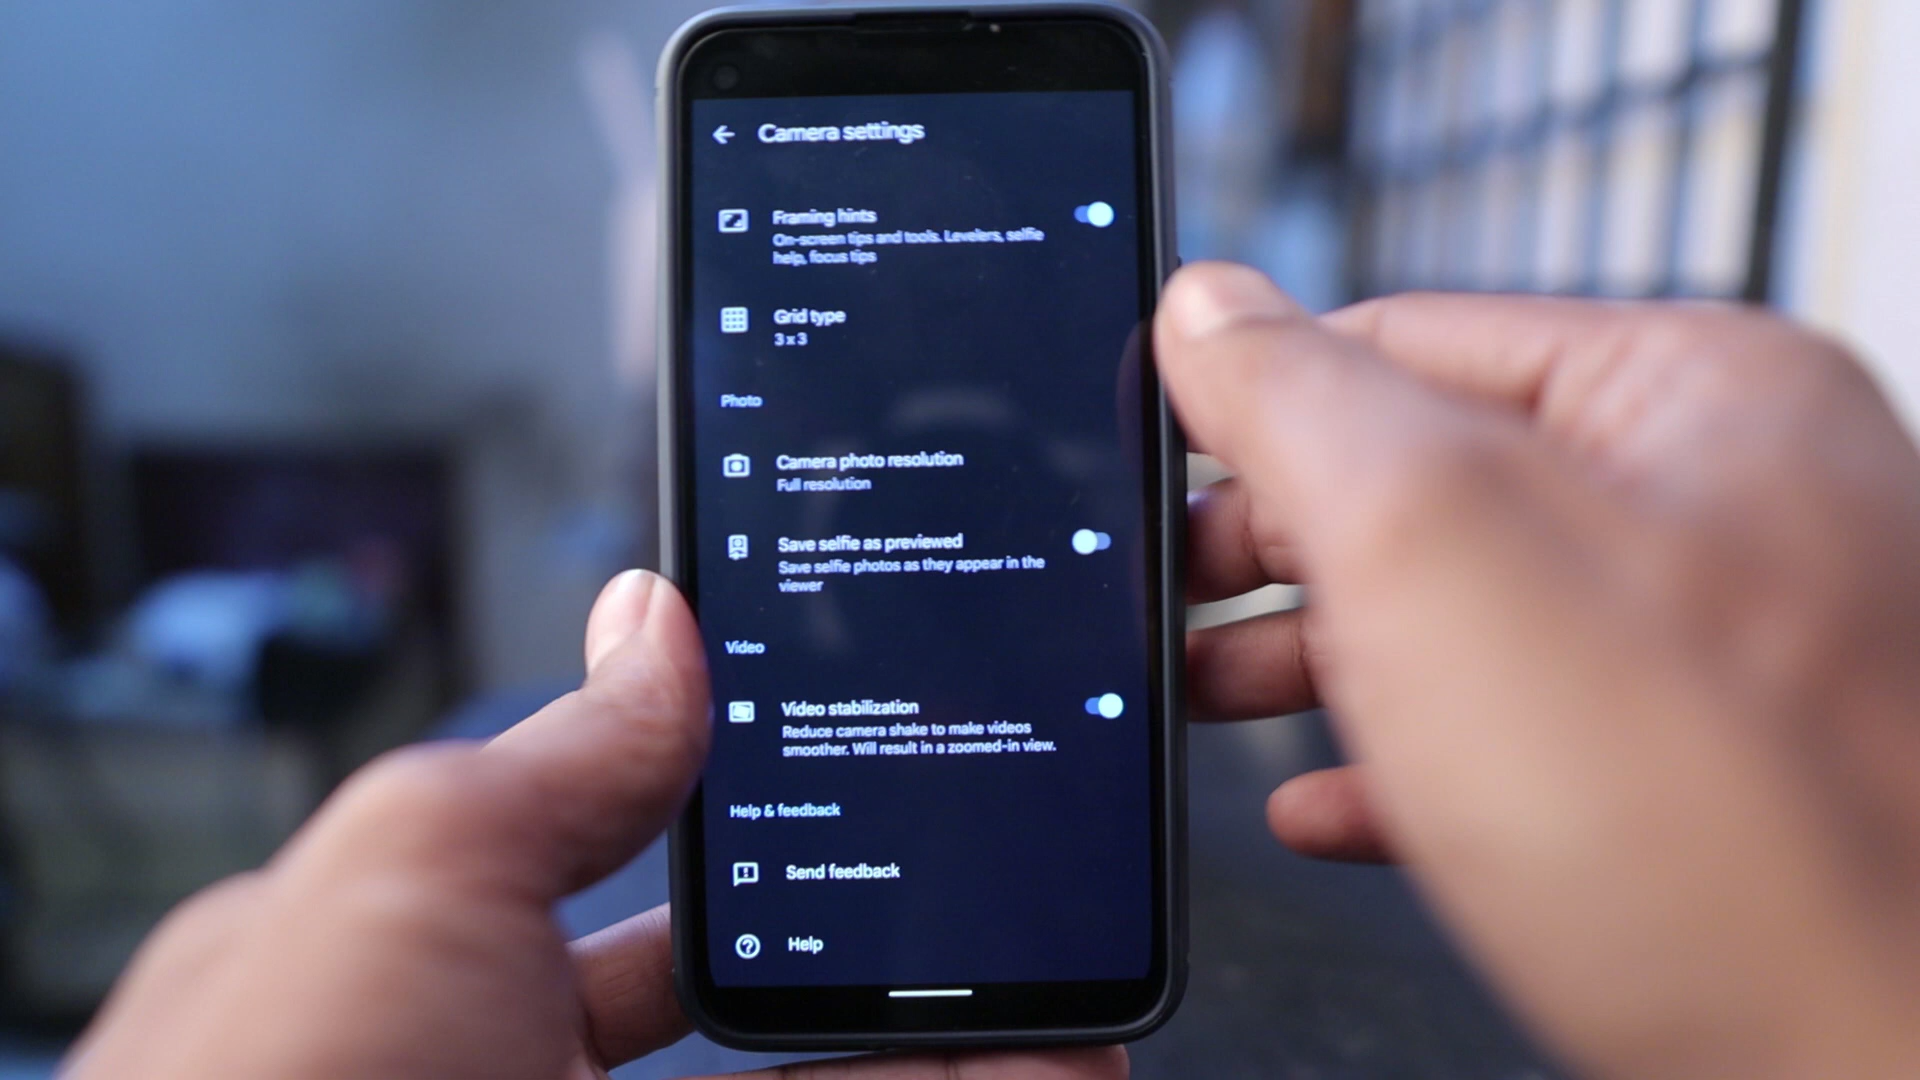 Camera settings
Framing hints
On-screen tips and tools. Levelers, selfie
help, focus tips
Grid type
3 x 3
Photo
Camera photo resolution
Full resolution
Save selfie as previewed
Save selfie photos as they appear in the
viewer
Video
Video stabilization
Reduce camera shake to make videos
smoother. Will result in a zoomed-in view.
Help & feedback
Send feedback
Help